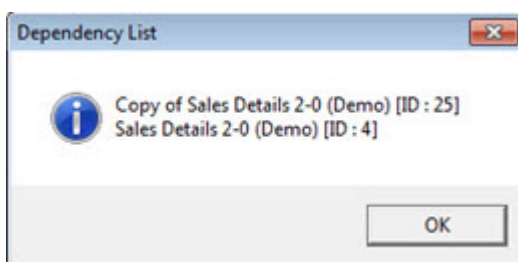 Dependency List
Copy of Sales Details 2-0 (Demo) [ID : 25]
Sales Details 2-0 (Demo) [ID : 4]
OK